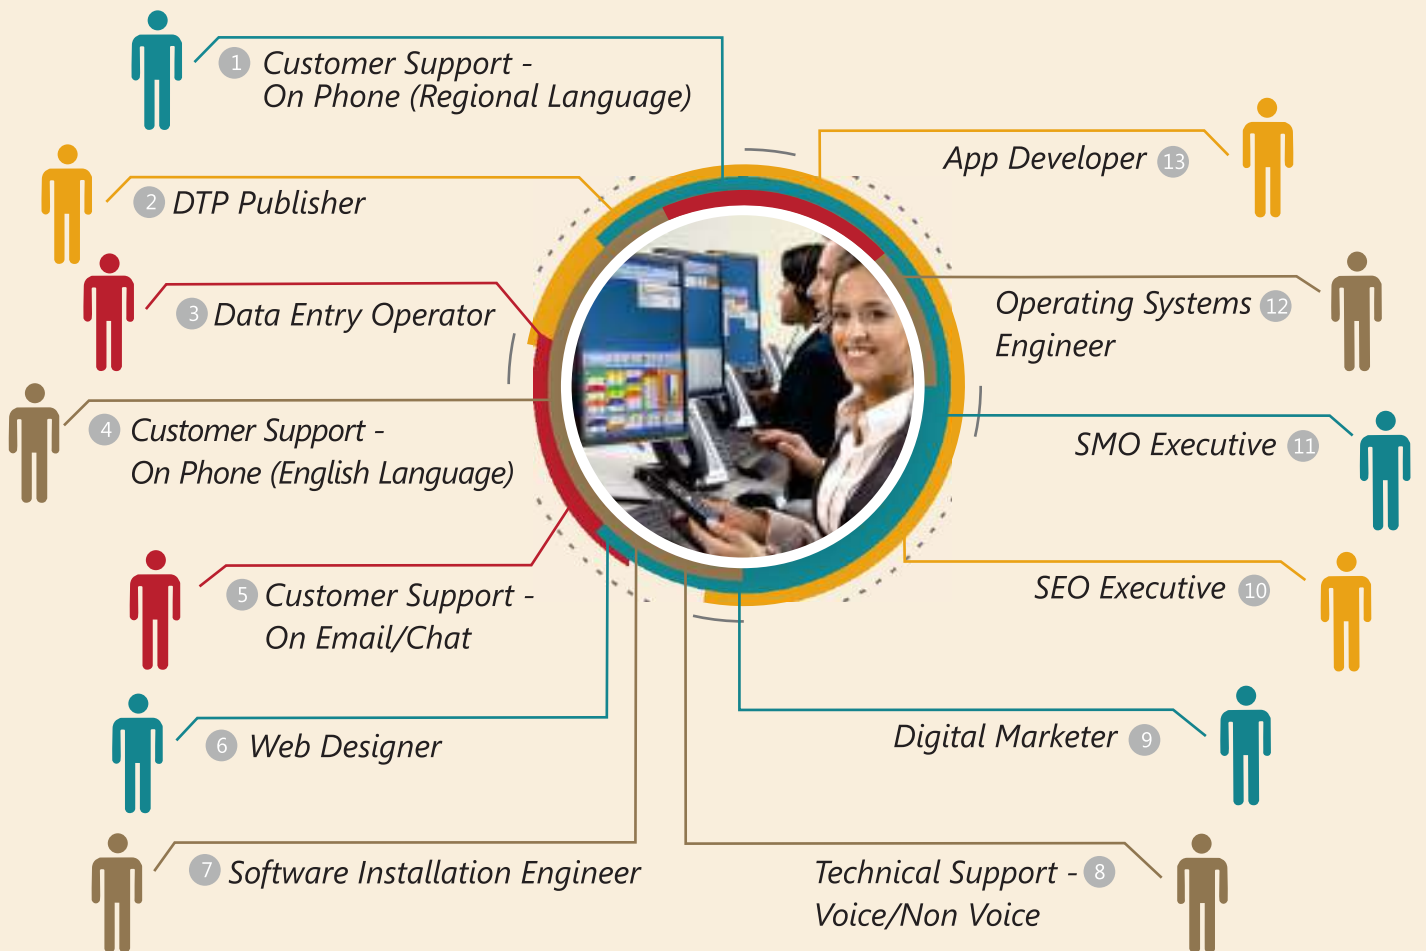 1 Customer Support -
On Phone (Regional Language)
2 DTP Publisher
3 Data Entry Operator
4 Customer Support -
On Phone (English Language)
5 Customer Support -
On Email/Chat
6 Web Designer
7 Software Installation Engineer
Technical Support - 8
Voice/Non Voice
Digital Marketer 9
SEO Executive 10
SMO Executive 11
Operating Systems 12
Engineer
App Developer 13